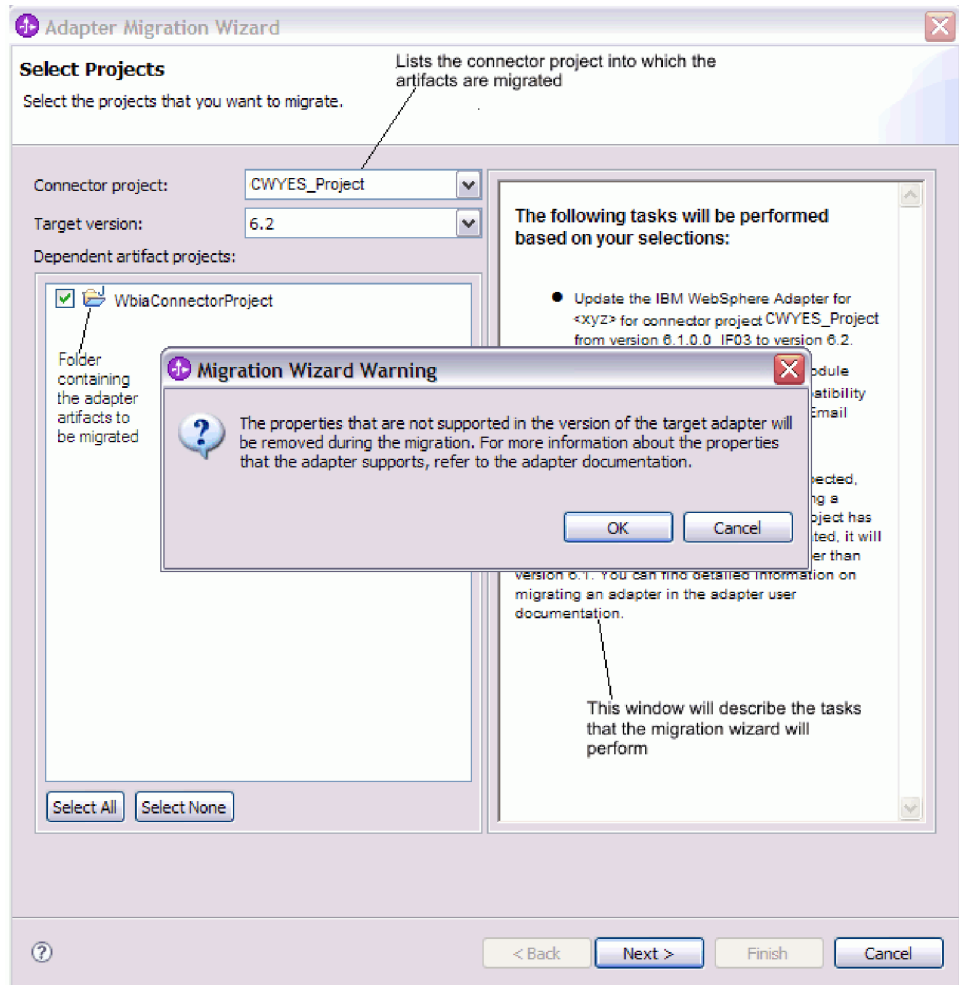 Adapter Migration Wizard
Select Projects
Select the projects that you want to migrate.
Lists the connector project into which the
artifacts are migrated
Connector project:
CWYES_Project
Target version:
6.2
Dependent artifact projects:
WbiaConnectorProject
Folder
containing
the adapter
artifacts to
be migrated
The following tasks will be performed
based on your selections:
Update the IBM WebSphere Adapter for
<xyz> for connector project CWYES_Project
from version 6.1.0.0_IF03 to version 6.2.
Email
Migration Wizard Warning
The properties that are not supported in the version of the target adapter will
be removed during the migration. For more information about the properties
that the adapter supports, refer to the adapter documentation.
OK
Cancel
ng a
has
it will
than
version 6.1. You can find detailed information on
migrating an adapter in the adapter user
documentation.
This window will describe the tasks
that the migration wizard will
perform
Select All
Select None
?
< Back
Next >
Finish
Cancel